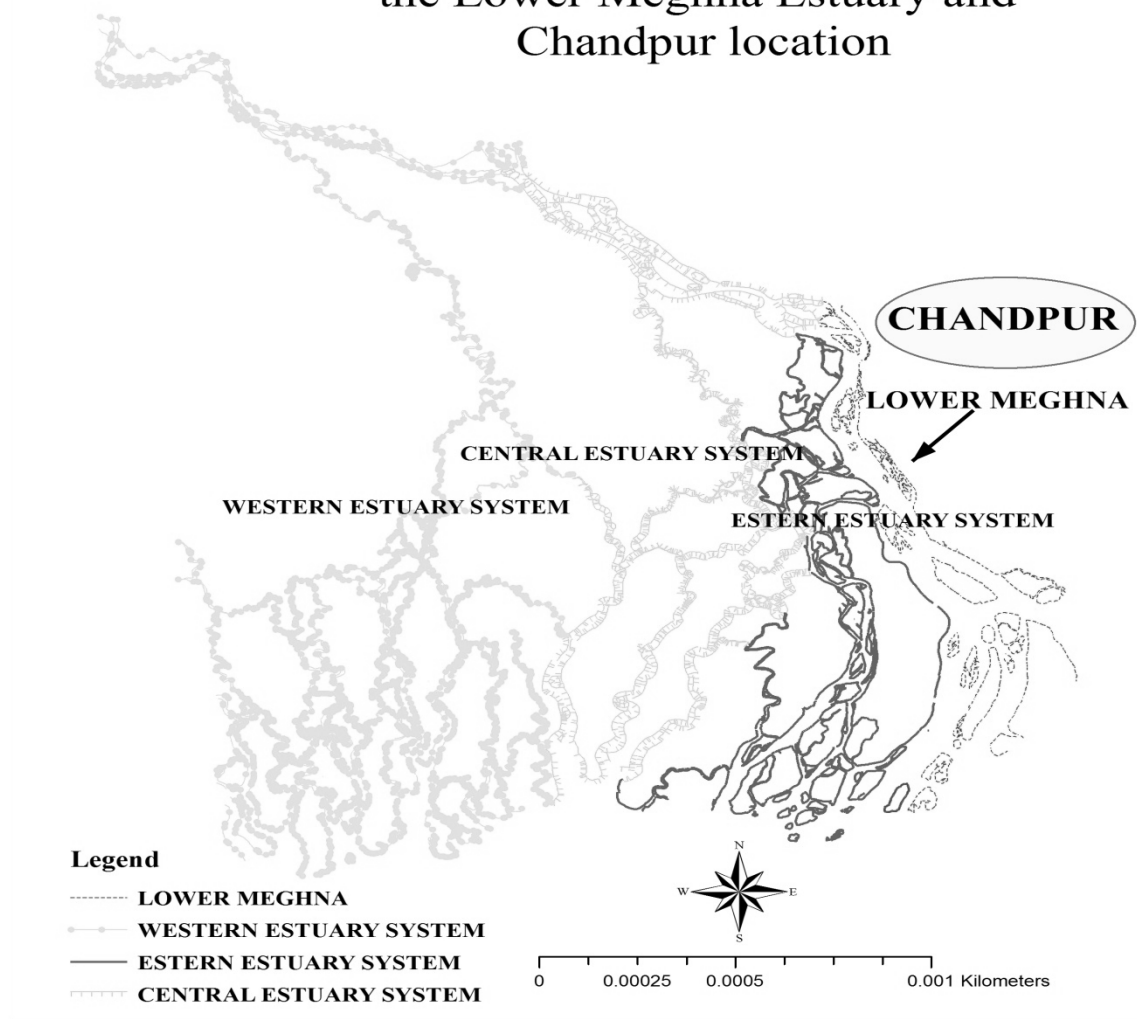 the Lower Meghna Estuary and
Chandpur location
CHANDPUR
LOWER MEGHNA
CENTRAL ESTUARY SYSTEM
WESTERN ESTUARY SYSTEM
ESTERN ESTUARY SYSTEM
Legend
LOWER MEGHNA
WESTERN ESTUARY SYSTEM
ESTERN ESTUARY SYSTEM
CENTRAL ESTUARY SYSTEM
N
W E
S
0 0.00025 0.0005 0.001 Kilometers